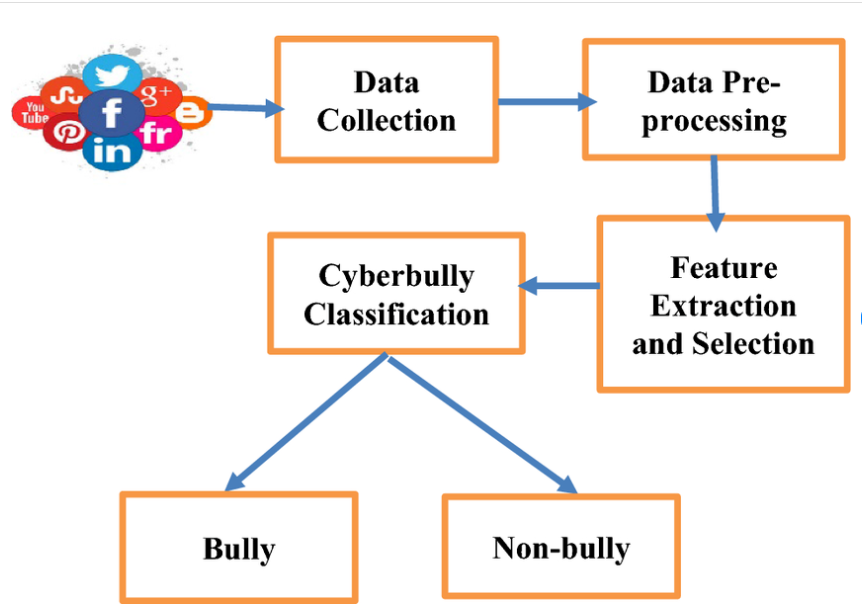 You
Tube
g+
f
in
fr
Data
Collection
Data Pre-
processing
Cyberbully
Classification
Feature
Extraction
and Selection
Bully
Non-bully